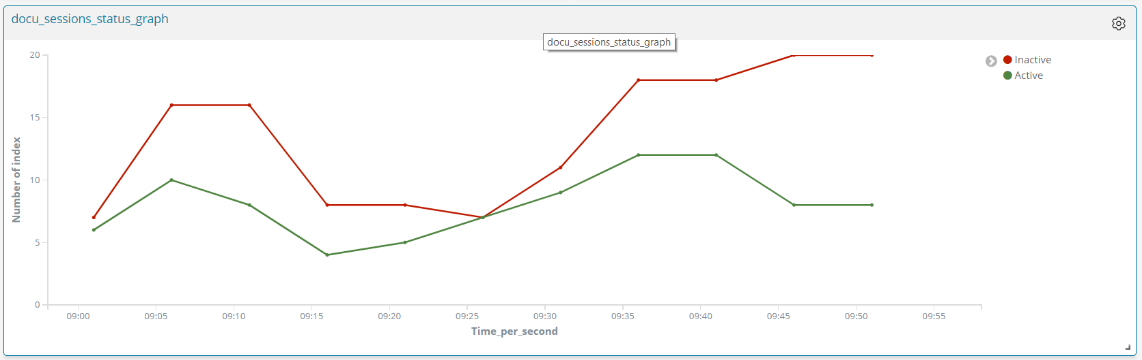 docu_sessions_status_graph
docu_sessions_status_graph
Inactive
Active
Number of index
20
15
10
5
0
09:00 09:05 09:10 09:15 09:20 09:25 09:30 09:35 09:40 09:45 09:50 09:55
Time_per_second